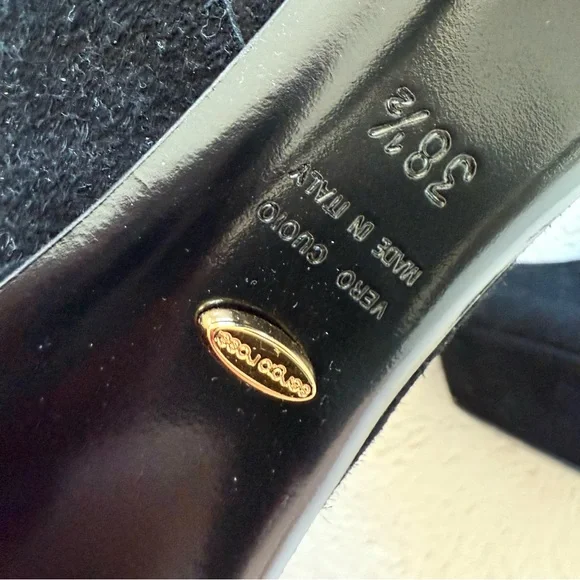 38½
MADE IN ITALY
VERO CUOIO
sergio rossi